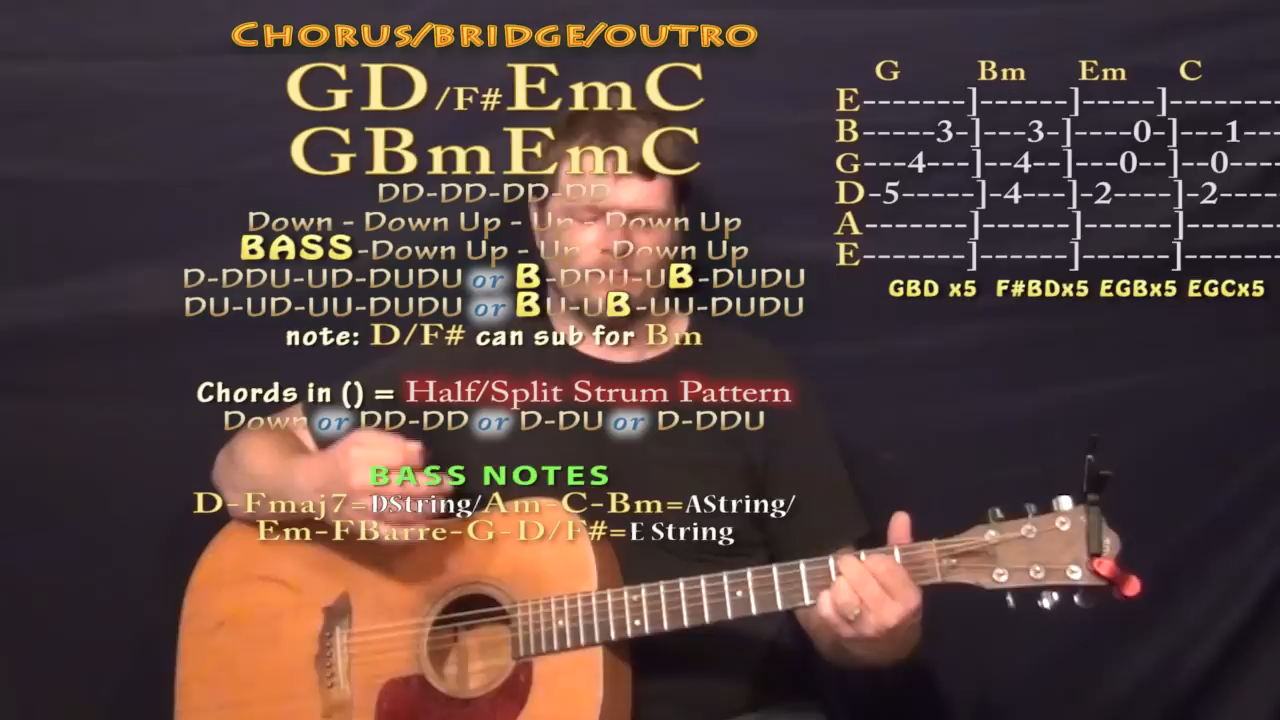 CHORUS/BRIDGE/OUTRO
GD/F#EmC
GBmEmC
DD-DD-DD-DD
Down - Down Up - Up - Down Up
BASS-Down Up - Up - Down Up
D-DDU-UD-DUDU or B-DDU-UB-DUDU
DU-UD-UU-DUDU or BU-UB-UU-DUDU
note: D/F# can sub for Bm
Chords in () = Half/Split Strum Pattern
Down or DD-DD or D-DU or D-DDU
BASS NOTES
D-Fmaj7=DString/Am-C-Bm=AString/
Em-FBarre-G-D/F#=E String
G Bm Em C
E-------]------]-----]-------
B-----3-]---3-]----0-]---1---
G---4---]--4--]----0--]--0----
D-5-----]-4---]-2----]-2----
A-------]------]------]------
E-------]------]------]------
GBD x5 F#BDx5 EGBx5 EGCx5